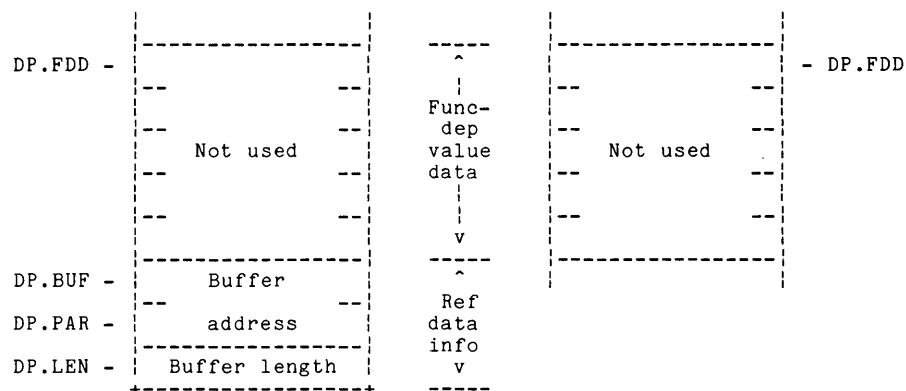 DP.FDD - - DP.FDD
Func-
dep
Not used value Not used
data
v
DP.BUF - Buffer
Ref
DP.PAR - address data
info
DP.LEN - Buffer length v